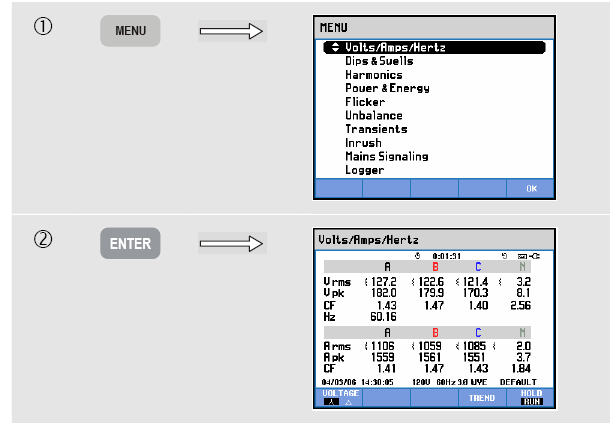 ①
MENU
MENU
Volts/Amps/Hertz
Dips & Swells
Harmonics
Power & Energy
Flicker
Unbalance
Transients
Inrush
Mains Signaling
Logger
OK
②
ENTER
Volts/Amps/Hertz
0:01:31
A B C N
Vrms 127.2 122.6 121.4 3.2
Vpk 182.0 179.9 170.3 8.1
CF 1.43 1.47 1.40 2.56
Hz 60.16
A B C N
Arms 1106 1059 1085 2.0
Apk 1559 1561 1551 3.7
CF 1.41 1.47 1.43 1.84
04/03/06 14:30:05 120V 60Hz 3Ø WYE DEFAULT
VOLTAGE TREND HOLD
RUN